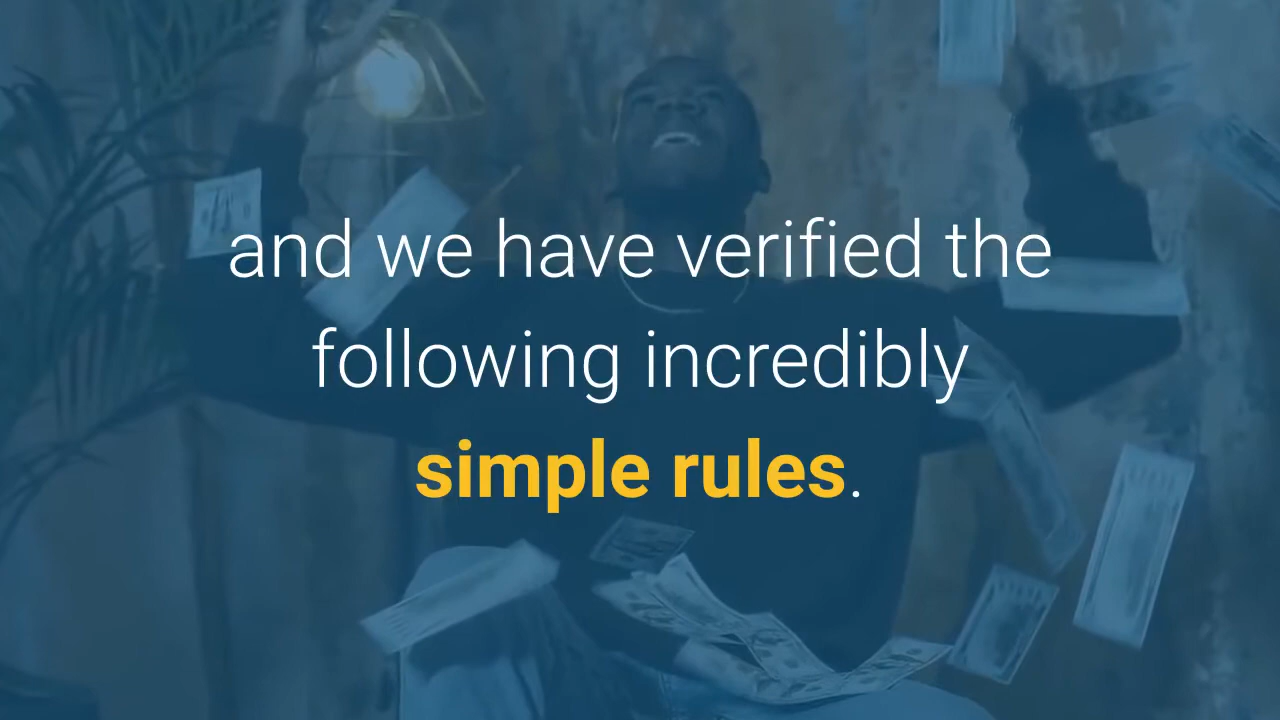 and we have verified the
following incredibly
simple rules.